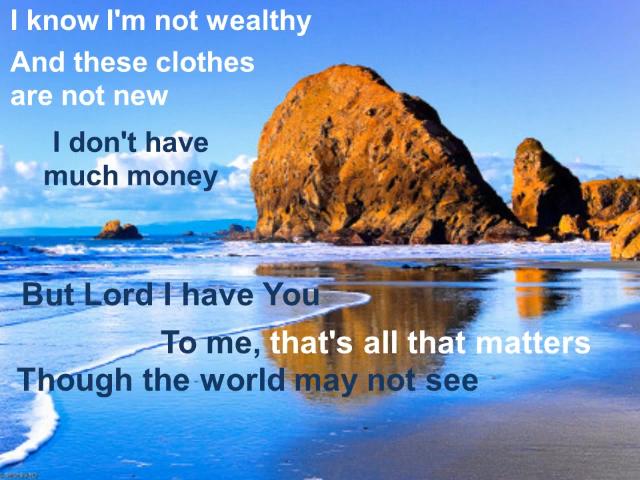 I know I'm not wealthy
And these clothes
are not new
I don't have
much money
But Lord I have You
To me, that's all that matters
Though the world may not see